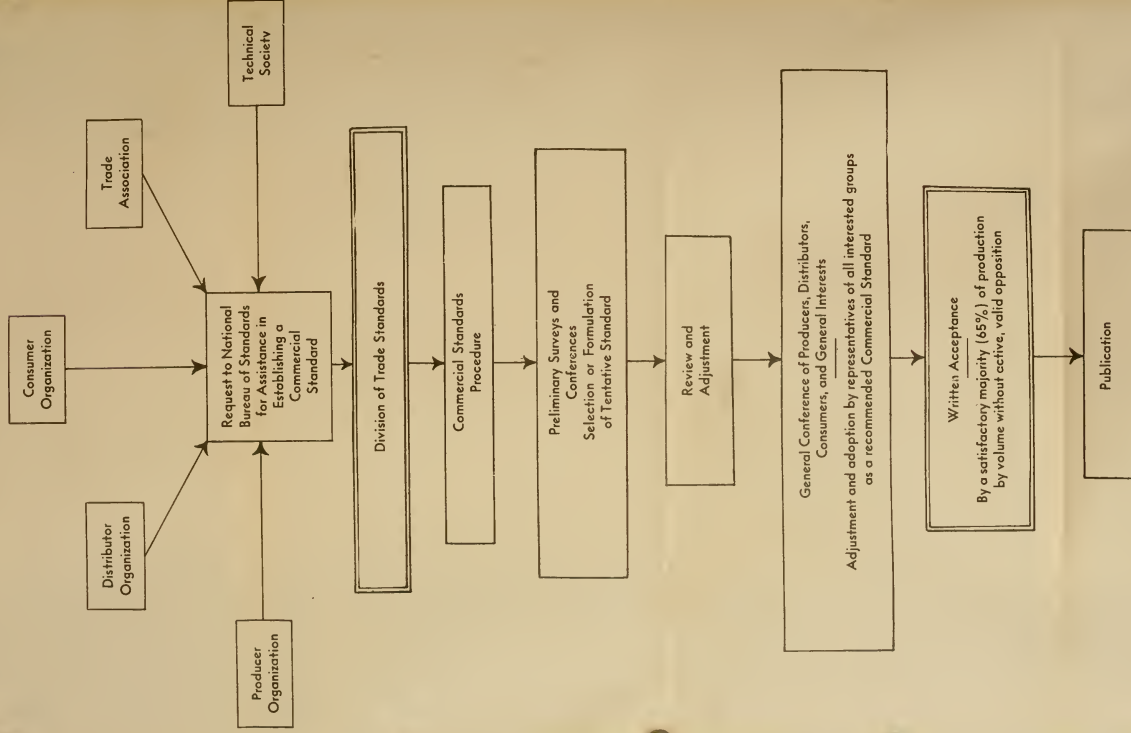 Consumer
Organization
Distributor
Organization
Trade
Association
Producer
Organization
Technical
Society
Request to National
Bureau of Standards
for Assistance in
Establishing a
Commercial
Standard
Division of Trade Standards
Commercial Standards
Procedure
Preliminary Surveys and
Conferences
Selection or Formulation
of Tentative Standard
Review and
Adjustment
General Conference of Producers, Distributors,
Consumers, and General Interests
Adjustment and adoption by representatives of all interested groups
as a recommended Commercial Standard
Written Acceptance
By a satisfactory majority (65%) of production
by volume without active, valid opposition
Publication